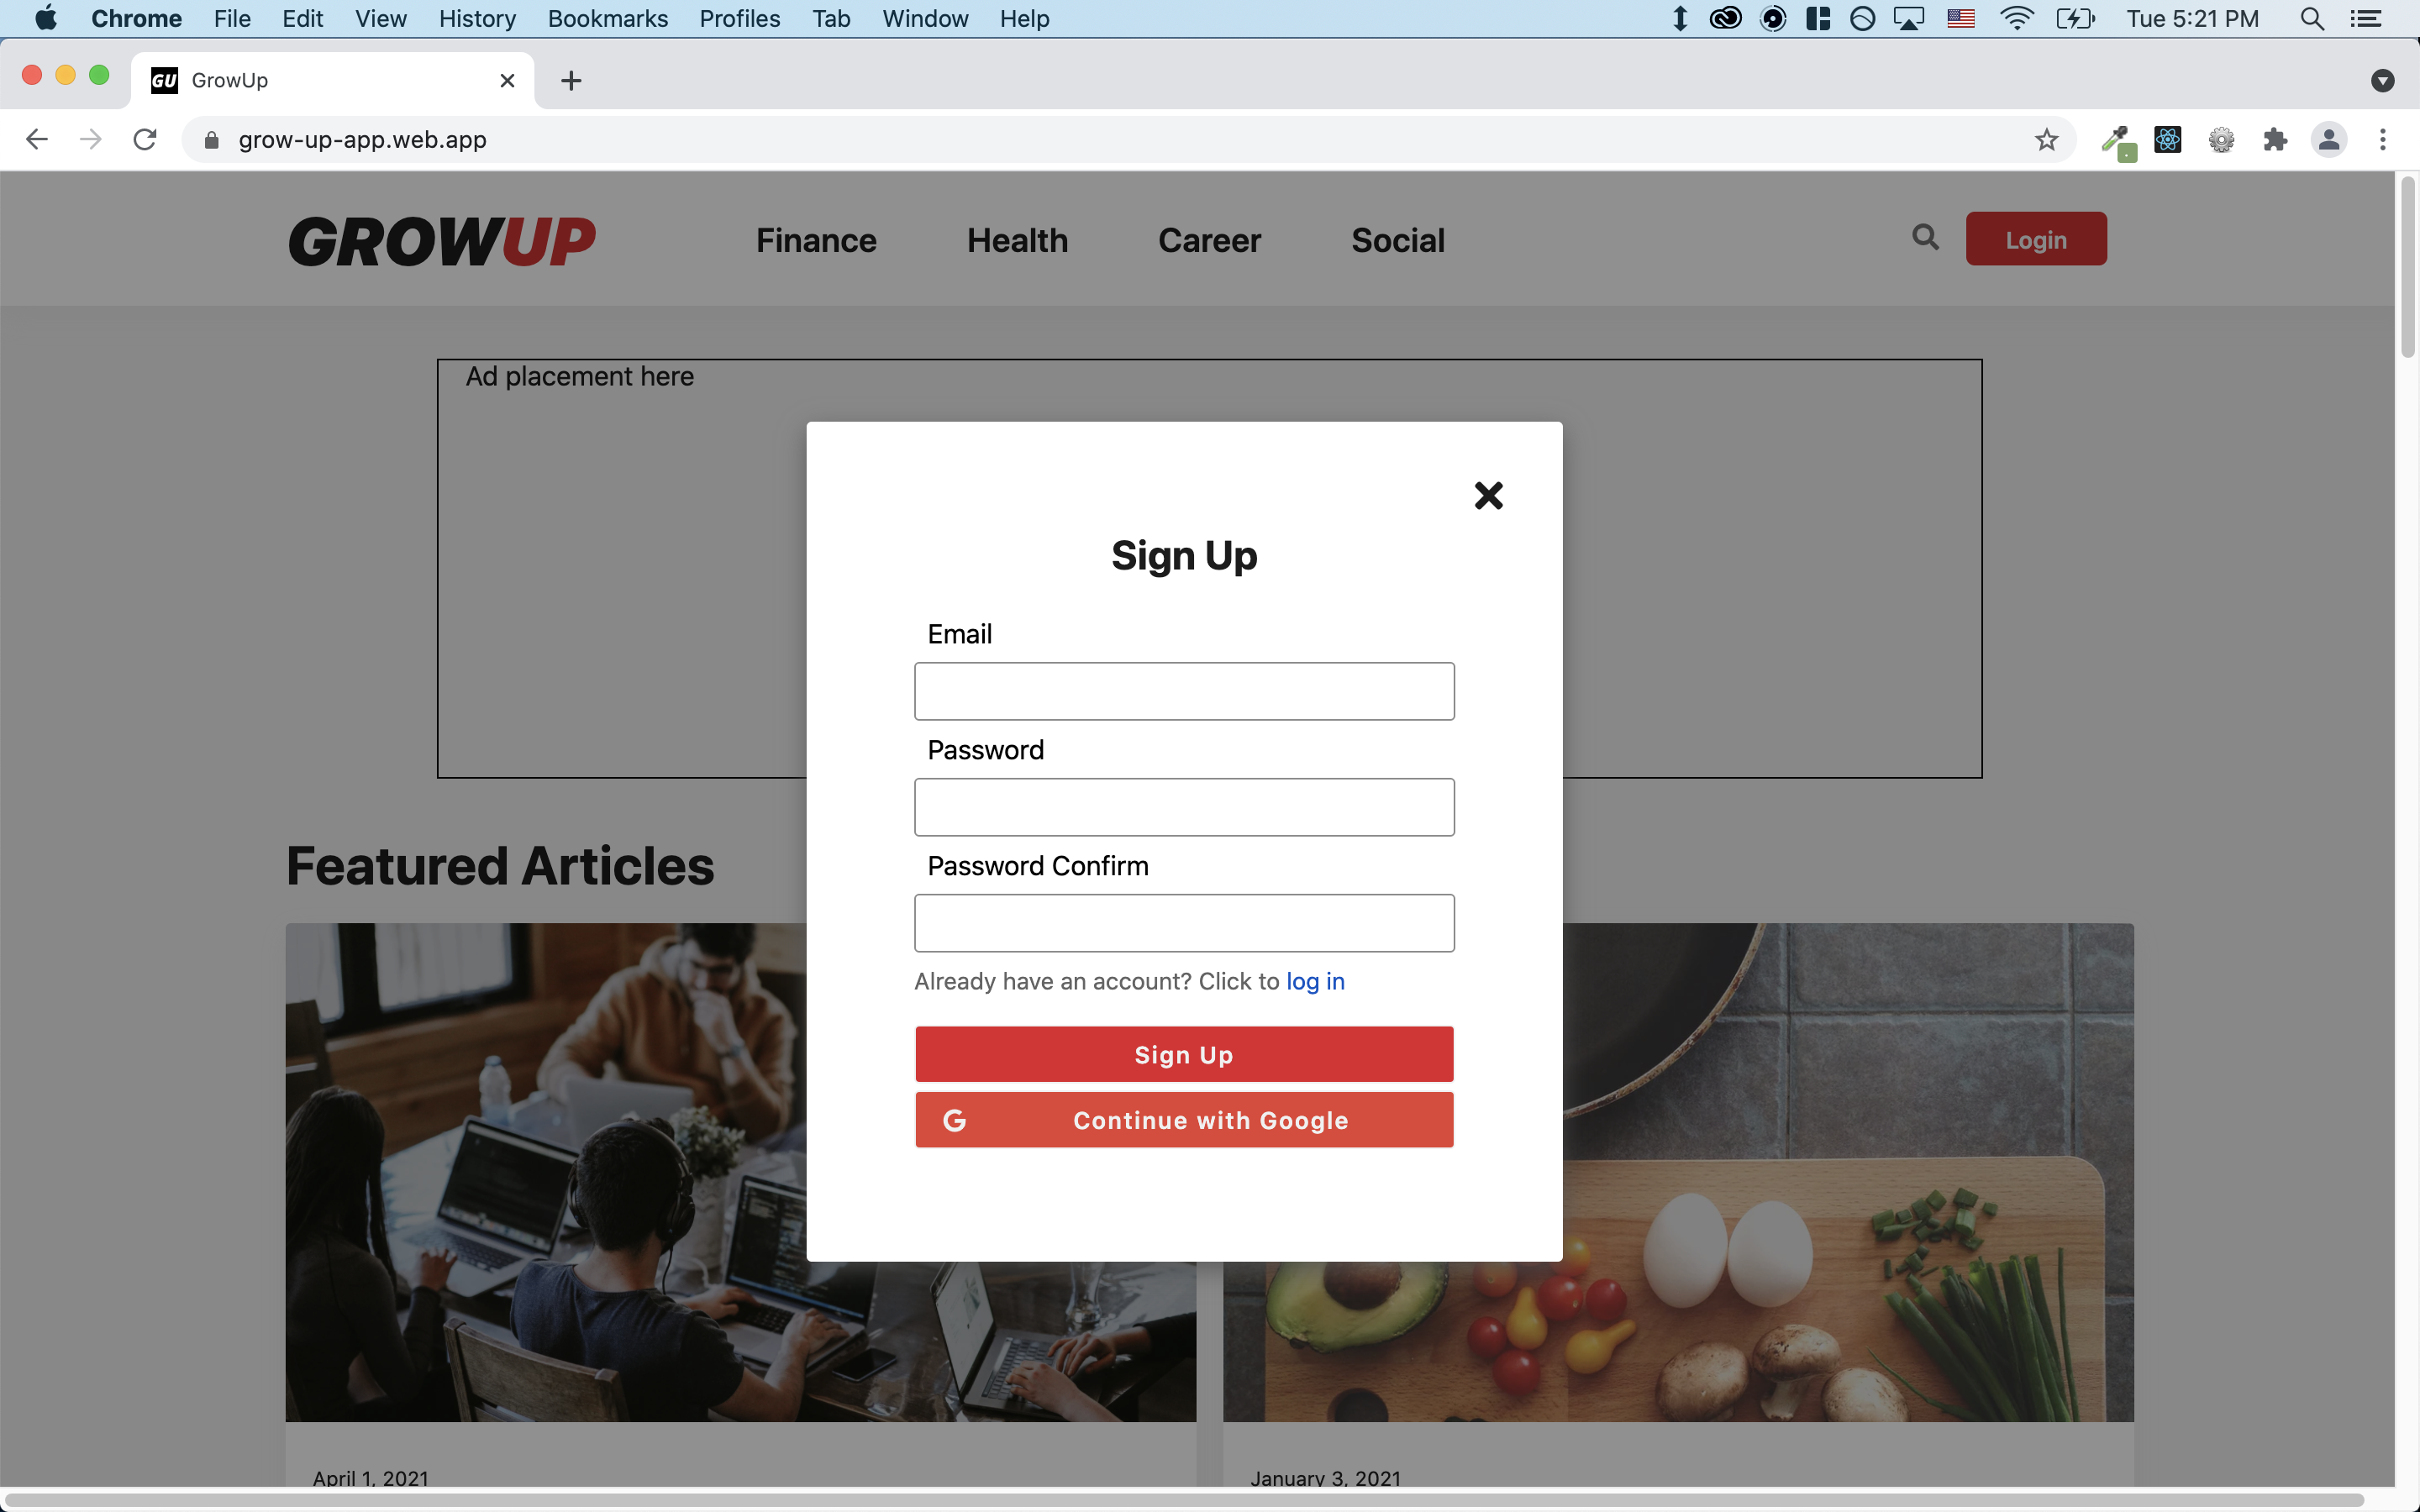 Chrome File Edit View History Bookmarks Profiles Tab Window Help Tue 5:21 PM
GU GrowUp
grow-up-app.web.app
GROWUP Finance Health Career Social Login
Ad placement here
Sign Up
Email
Password
Password Confirm
Already have an account? Click to log in
Sign Up
G Continue with Google
Featured Articles
April 1, 2021
January 3, 2021